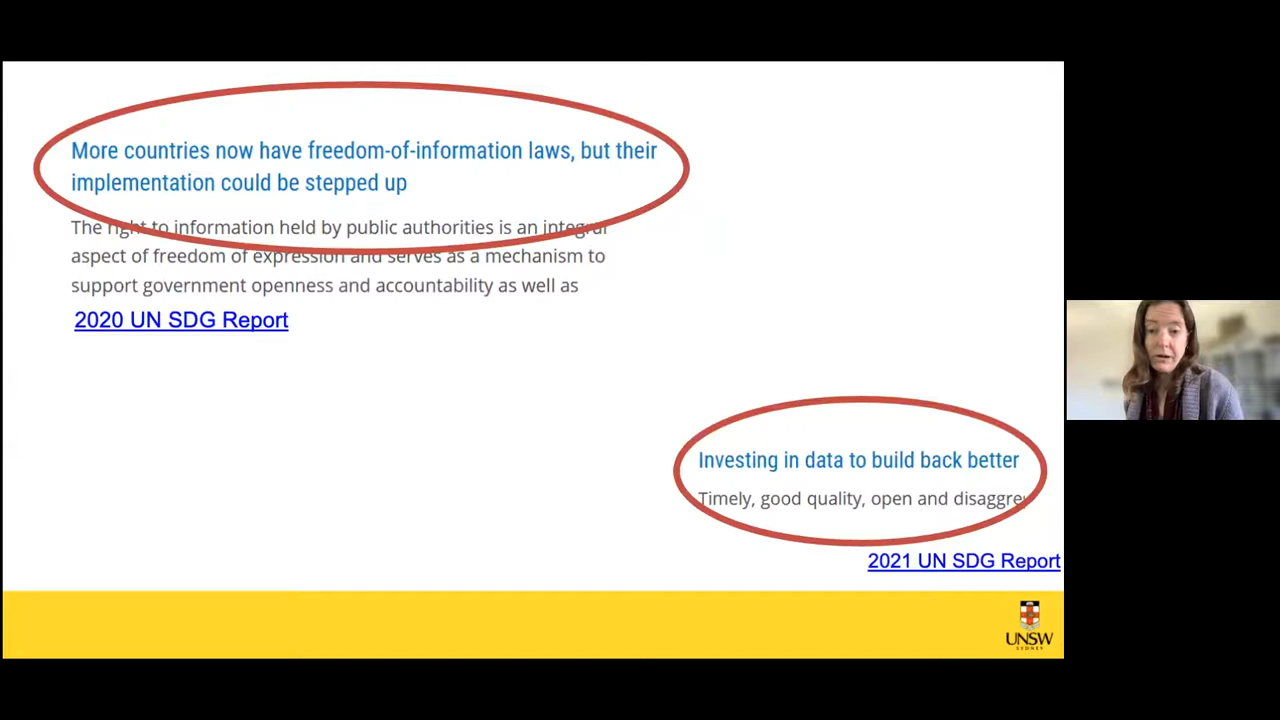 More countries now have freedom-of-information laws, but their
implementation could be stepped up
The right to information held by public authorities is an integral
aspect of freedom of expression and serves as a mechanism to
support government openness and accountability as well as
2020 UN SDG Report
Investing in data to build back better
Timely, good quality, open and disaggre
2021 UN SDG Report
UNSW
SYDNEY